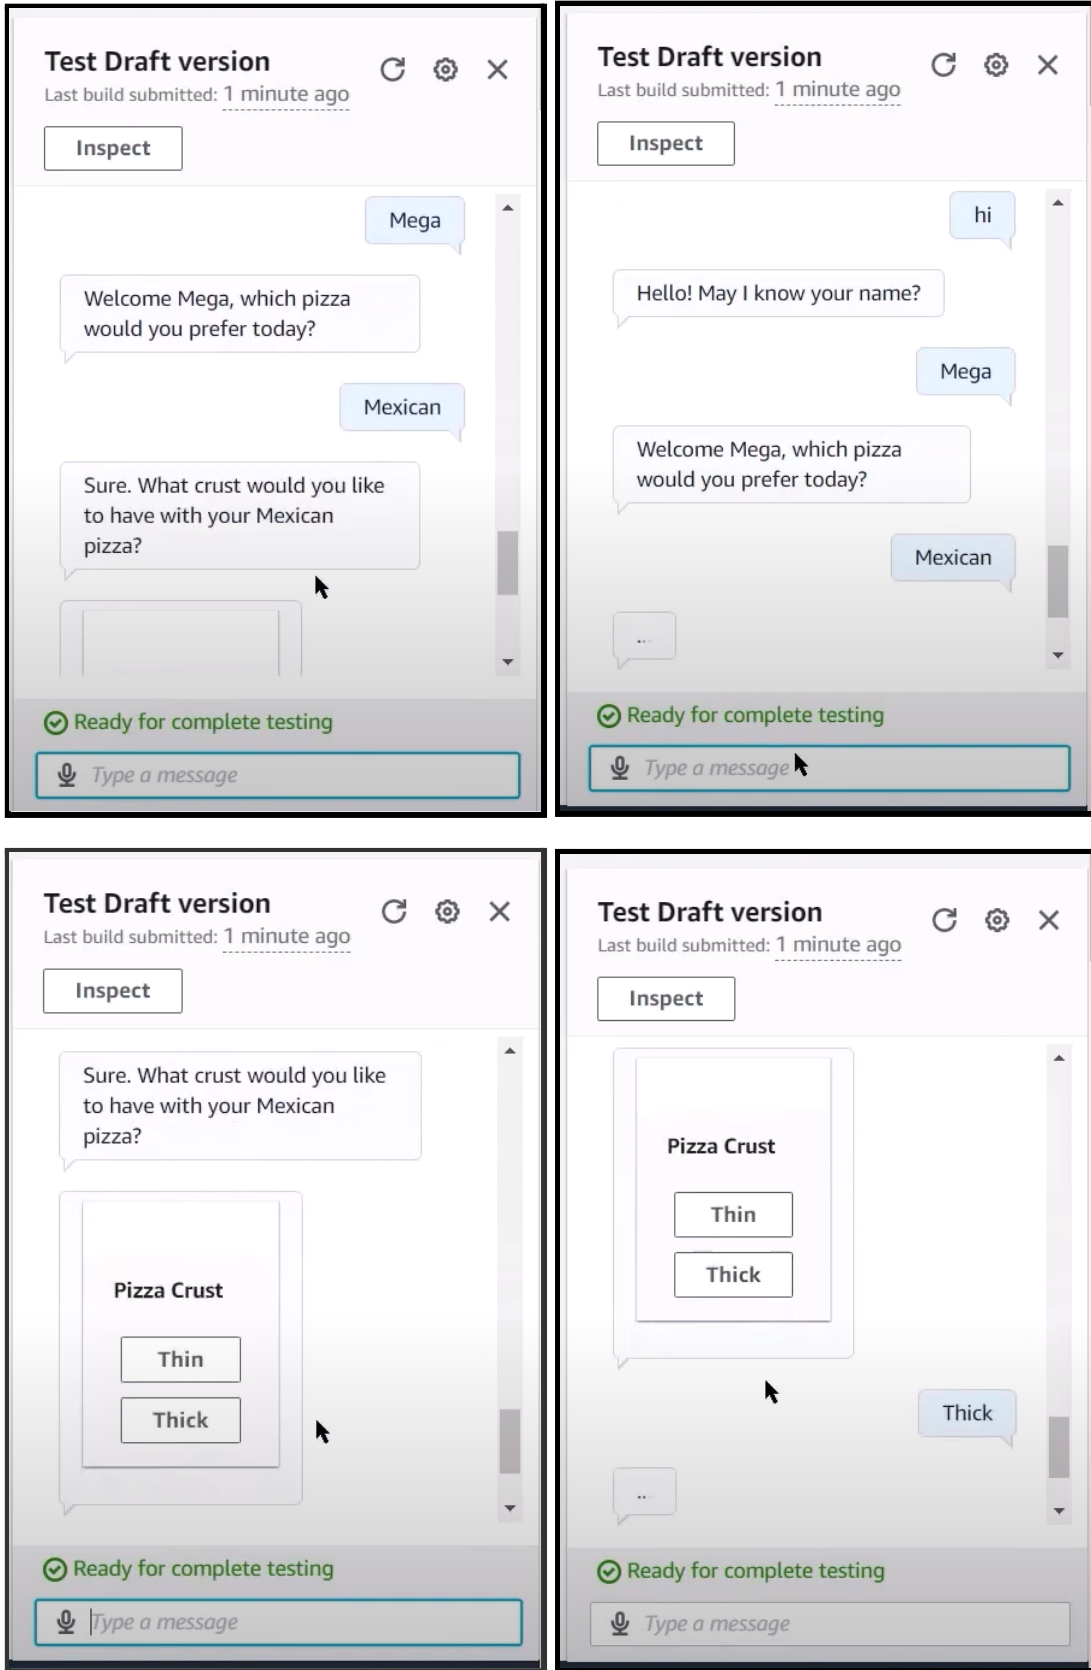 Test Draft version
Last build submitted: 1 minute ago
Inspect
Mega
Welcome Mega, which pizza
would you prefer today?
Mexican
Sure. What crust would you like
to have with your Mexican
pizza?
Ready for complete testing
Type a message
Test Draft version
Last build submitted: 1 minute ago
Inspect
hi
Hello! May I know your name?
Mega
Welcome Mega, which pizza
would you prefer today?
Mexican
...
Ready for complete testing
Type a message
Test Draft version
Last build submitted: 1 minute ago
Inspect
Sure. What crust would you like
to have with your Mexican
pizza?
Pizza Crust
Thin
Thick
Ready for complete testing
Type a message
Test Draft version
Last build submitted: 1 minute ago
Inspect
Pizza Crust
Thin
Thick
Thick
...
Ready for complete testing
Type a message